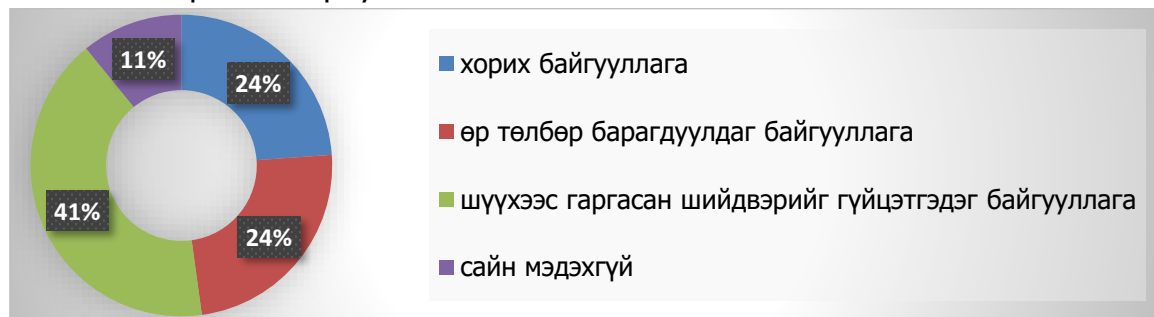 11%
24%
41%
24%
хорих байгууллага
өр төлбөр барагдуулдаг байгууллага
шүүхээс гаргасан шийдвэрийг гүйцэтгэдэг байгууллага
сайн мэдэхгүй